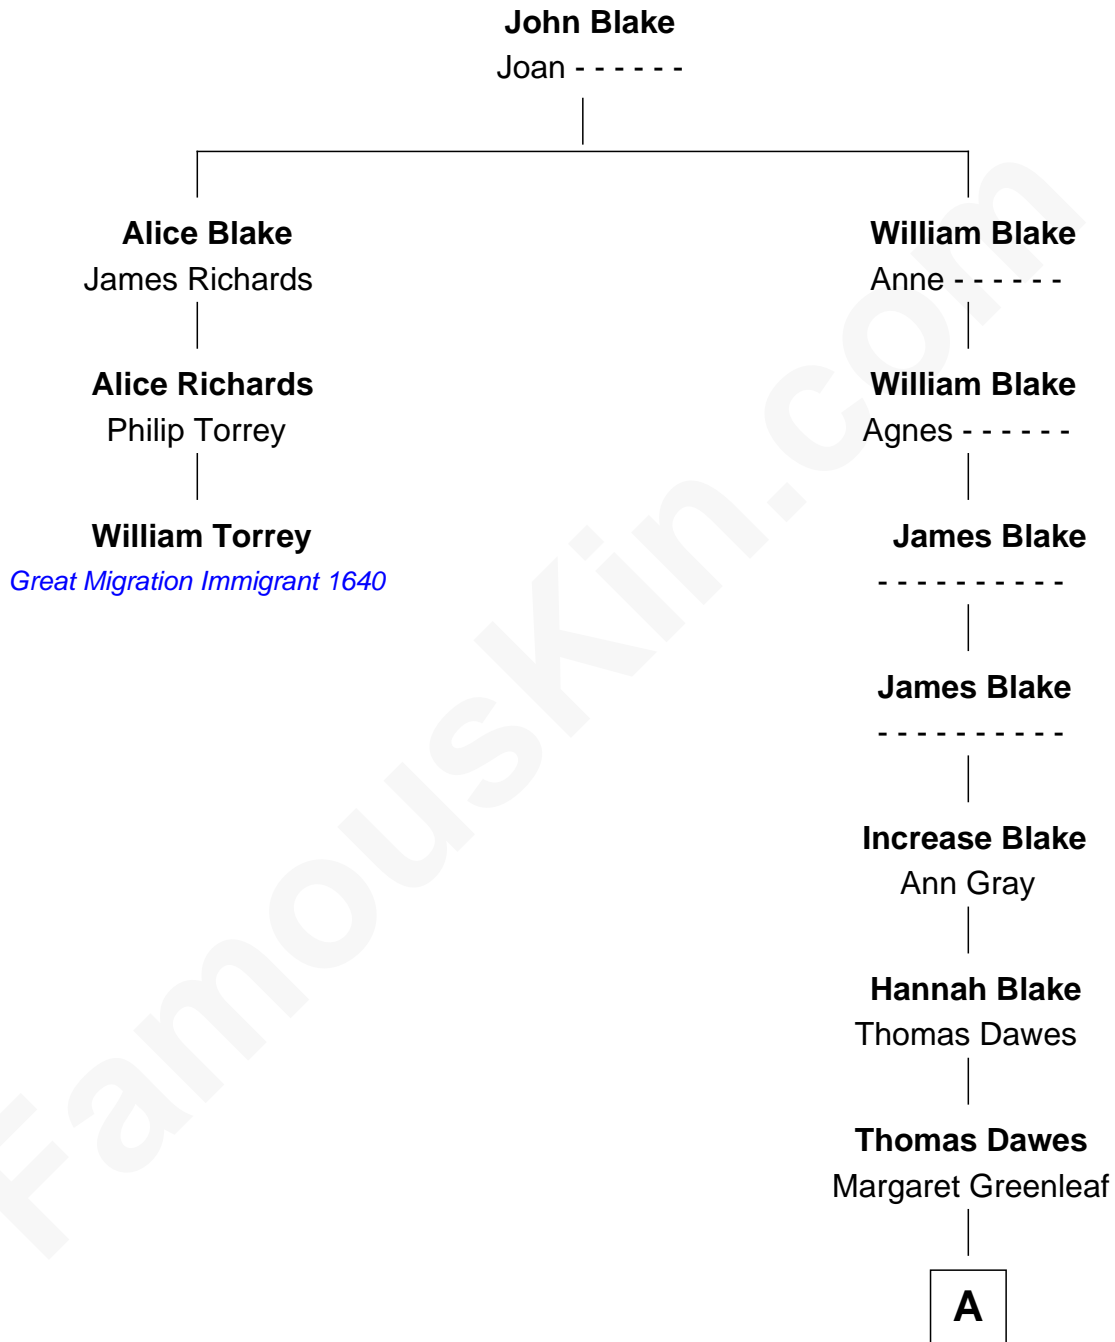 John Blake
Joan - - - - - -
Alice Blake
James Richards
Alice Richards
Philip Torrey
William Torrey
Great Migration Immigrant 1640
William Blake
Anne - - - - - -
William Blake
Agnes - - - - - -
James Blake
- - - - - - - - - -
James Blake
- - - - - - - - - -
Increase Blake
Ann Gray
Hannah Blake
Thomas Dawes
Thomas Dawes
Margaret Greenleaf
A
FamousKin.com